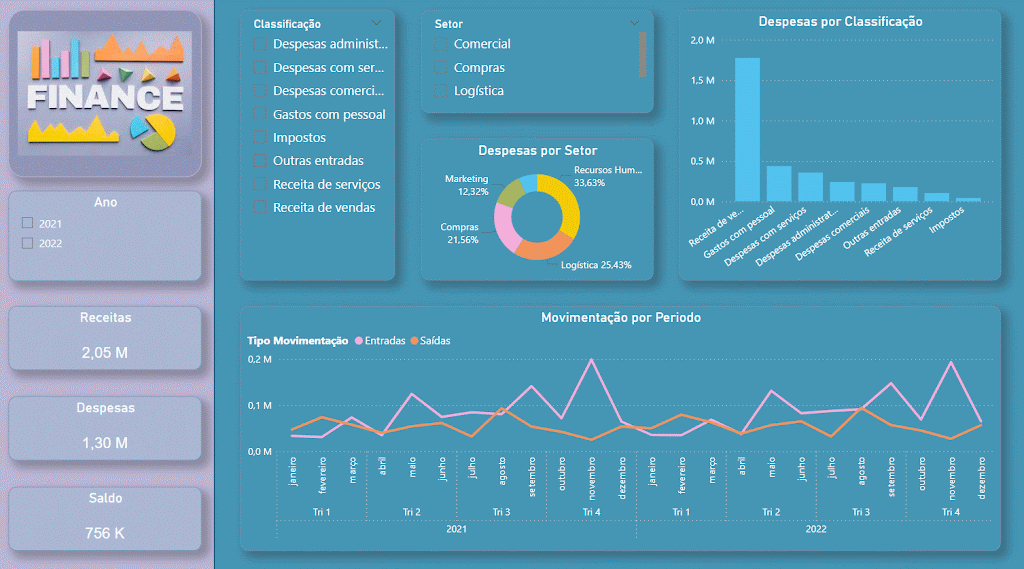 FINANCE
Ano
2021
2022
Receitas
2,05 M
Despesas
1,30 M
Saldo
756 K
Classificação
Despesas administ...
Despesas com ser...
Despesas comerci...
Gastos com pessoal
Impostos
Outras entradas
Receita de serviços
Receita de vendas
Setor
Comercial
Compras
Logística
Despesas por Setor
Marketing
12,32%
Recursos Hum...
33,63%
Compras
21,56%
Logística 25,43%
Despesas por Classificação
2,0 M
1,5 M
1,0 M
0,5 M
0,0 M
Receita de ve...
Gastos com pessoal
Despesas com serviços
Despesas administrat...
Despesas comerciais
Outras entradas
Receita de serviços
Impostos
Movimentação por Periodo
Tipo Movimentação Entradas Saídas
0,2 M
0,1 M
0,0 M
janeiro fevereiro março abril maio junho julho agosto setembro outubro novembro dezembro janeiro fevereiro março abril maio junho julho agosto setembro outubro novembro dezembro
Tri 1 Tri 2 Tri 3 Tri 4 Tri 1 Tri 2 Tri 3 Tri 4
2021 2022